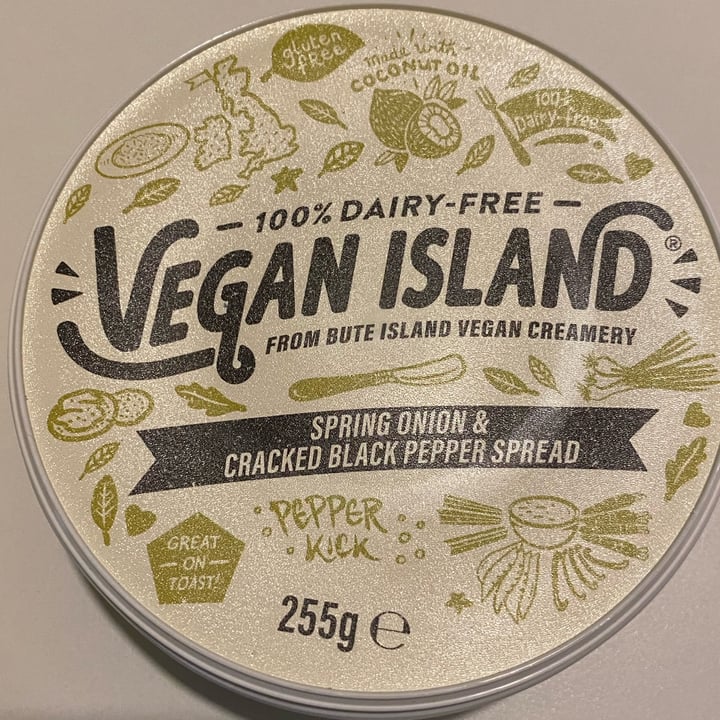 gluten
free
made with
COCONUT OIL
100%
Dairy-free
– 100% DAIRY-FREE –
VEGAN ISLAND®
FROM BUTE ISLAND VEGAN CREAMERY
SPRING ONION &
CRACKED BLACK PEPPER SPREAD
PEPPER
KICK
GREAT
– ON –
TOAST!
255g ℮